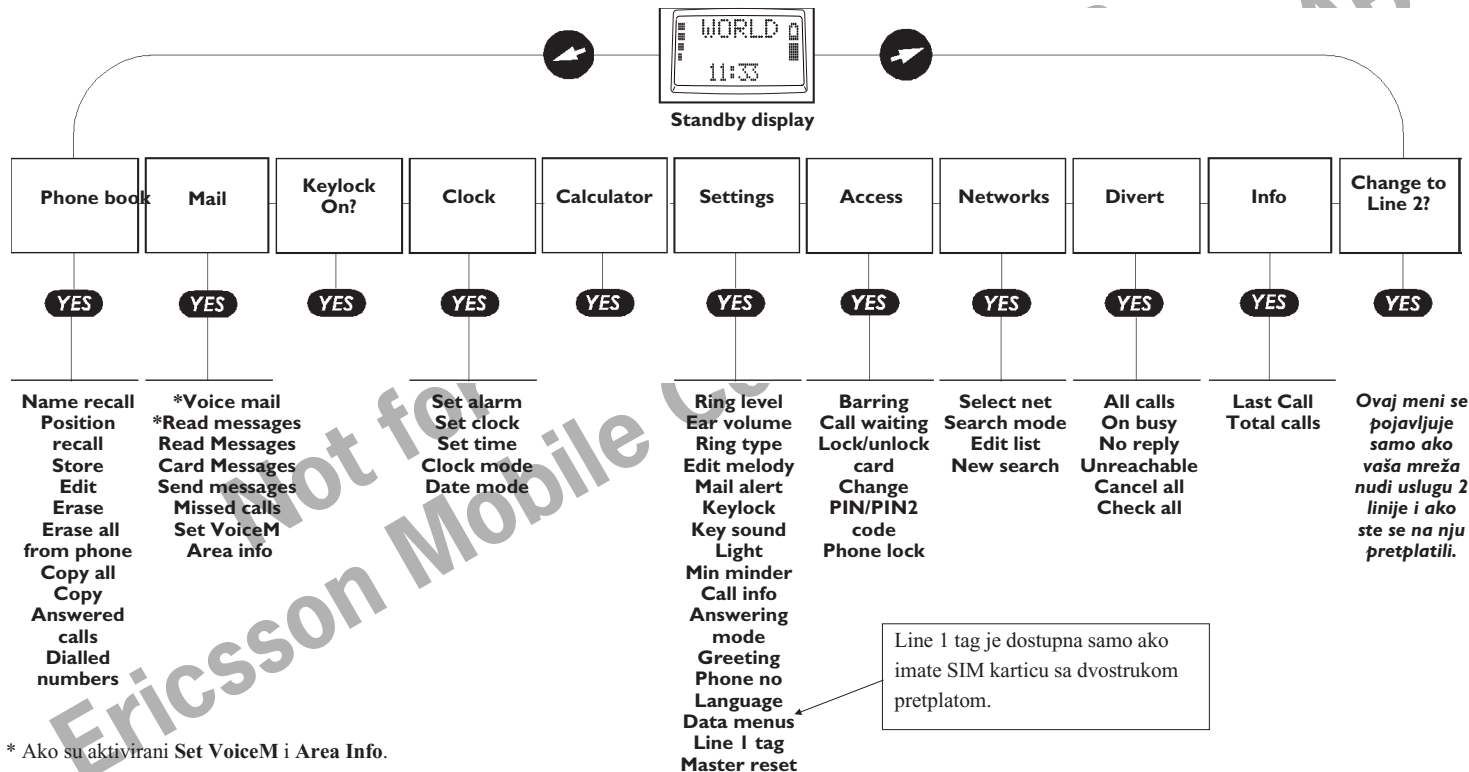 WORLD
11:33
Standby display
Phone book
Mail
Keylock
On?
Clock
Calculator
Settings
Access
Networks
Divert
Info
Change to
Line 2?
YES
YES
YES
YES
YES
YES
YES
YES
YES
YES
YES
Name recall
Position
recall
Store
Edit
Erase
Erase all
from phone
Copy all
Copy
Answered
calls
Dialled
numbers
*Voice mail
*Read messages
Read Messages
Card Messages
Send messages
Missed calls
Set VoiceM
Area info
Set alarm
Set clock
Set time
Clock mode
Date mode
Ring level
Ear volume
Ring type
Edit melody
Mail alert
Keylock
Key sound
Light
Min minder
Call info
Answering
mode
Greeting
Phone no
Language
Data menus
Line 1 tag
Master reset
Barring
Call waiting
Lock/unlock
card
Change
PIN/PIN2
code
Phone lock
Select net
Search mode
Edit list
New search
All calls
On busy
No reply
Unreachable
Cancel all
Check all
Last Call
Total calls
Ovaj meni se
pojavljuje
samo ako
vaša mreža
nudi uslugu 2
linije i ako
ste se na nju
pretplatili.
Line 1 tag je dostupna samo ako
imate SIM karticu sa dvostrukom
pretplatom.
* Ako su aktivirani Set VoiceM i Area Info.
Not for
Ericsson Mobile